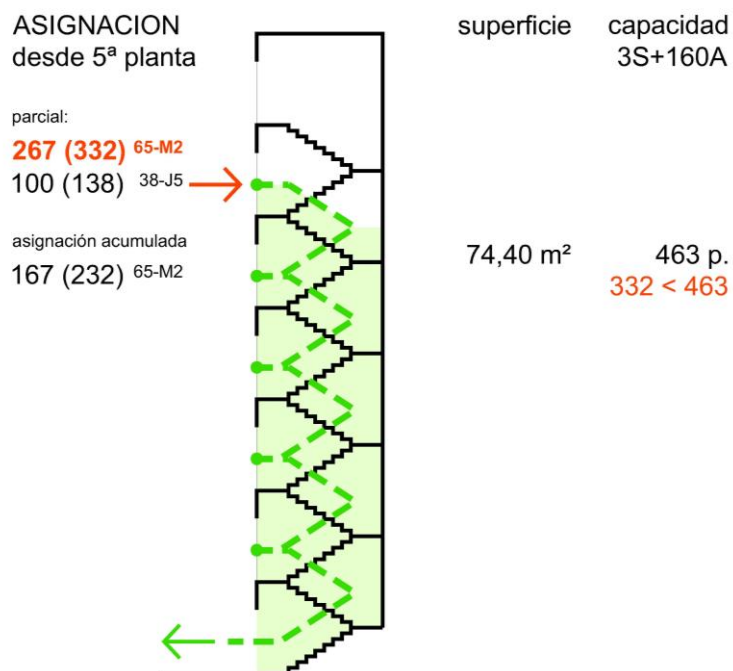 ASIGNACION
desde 5ª planta
superficie
capacidad
3S+160A
parcial:
267 (332) 65-M2
100 (138) 38-J5
asignación acumulada
167 (232) 65-M2
74,40 m²
463 p.
332 < 463